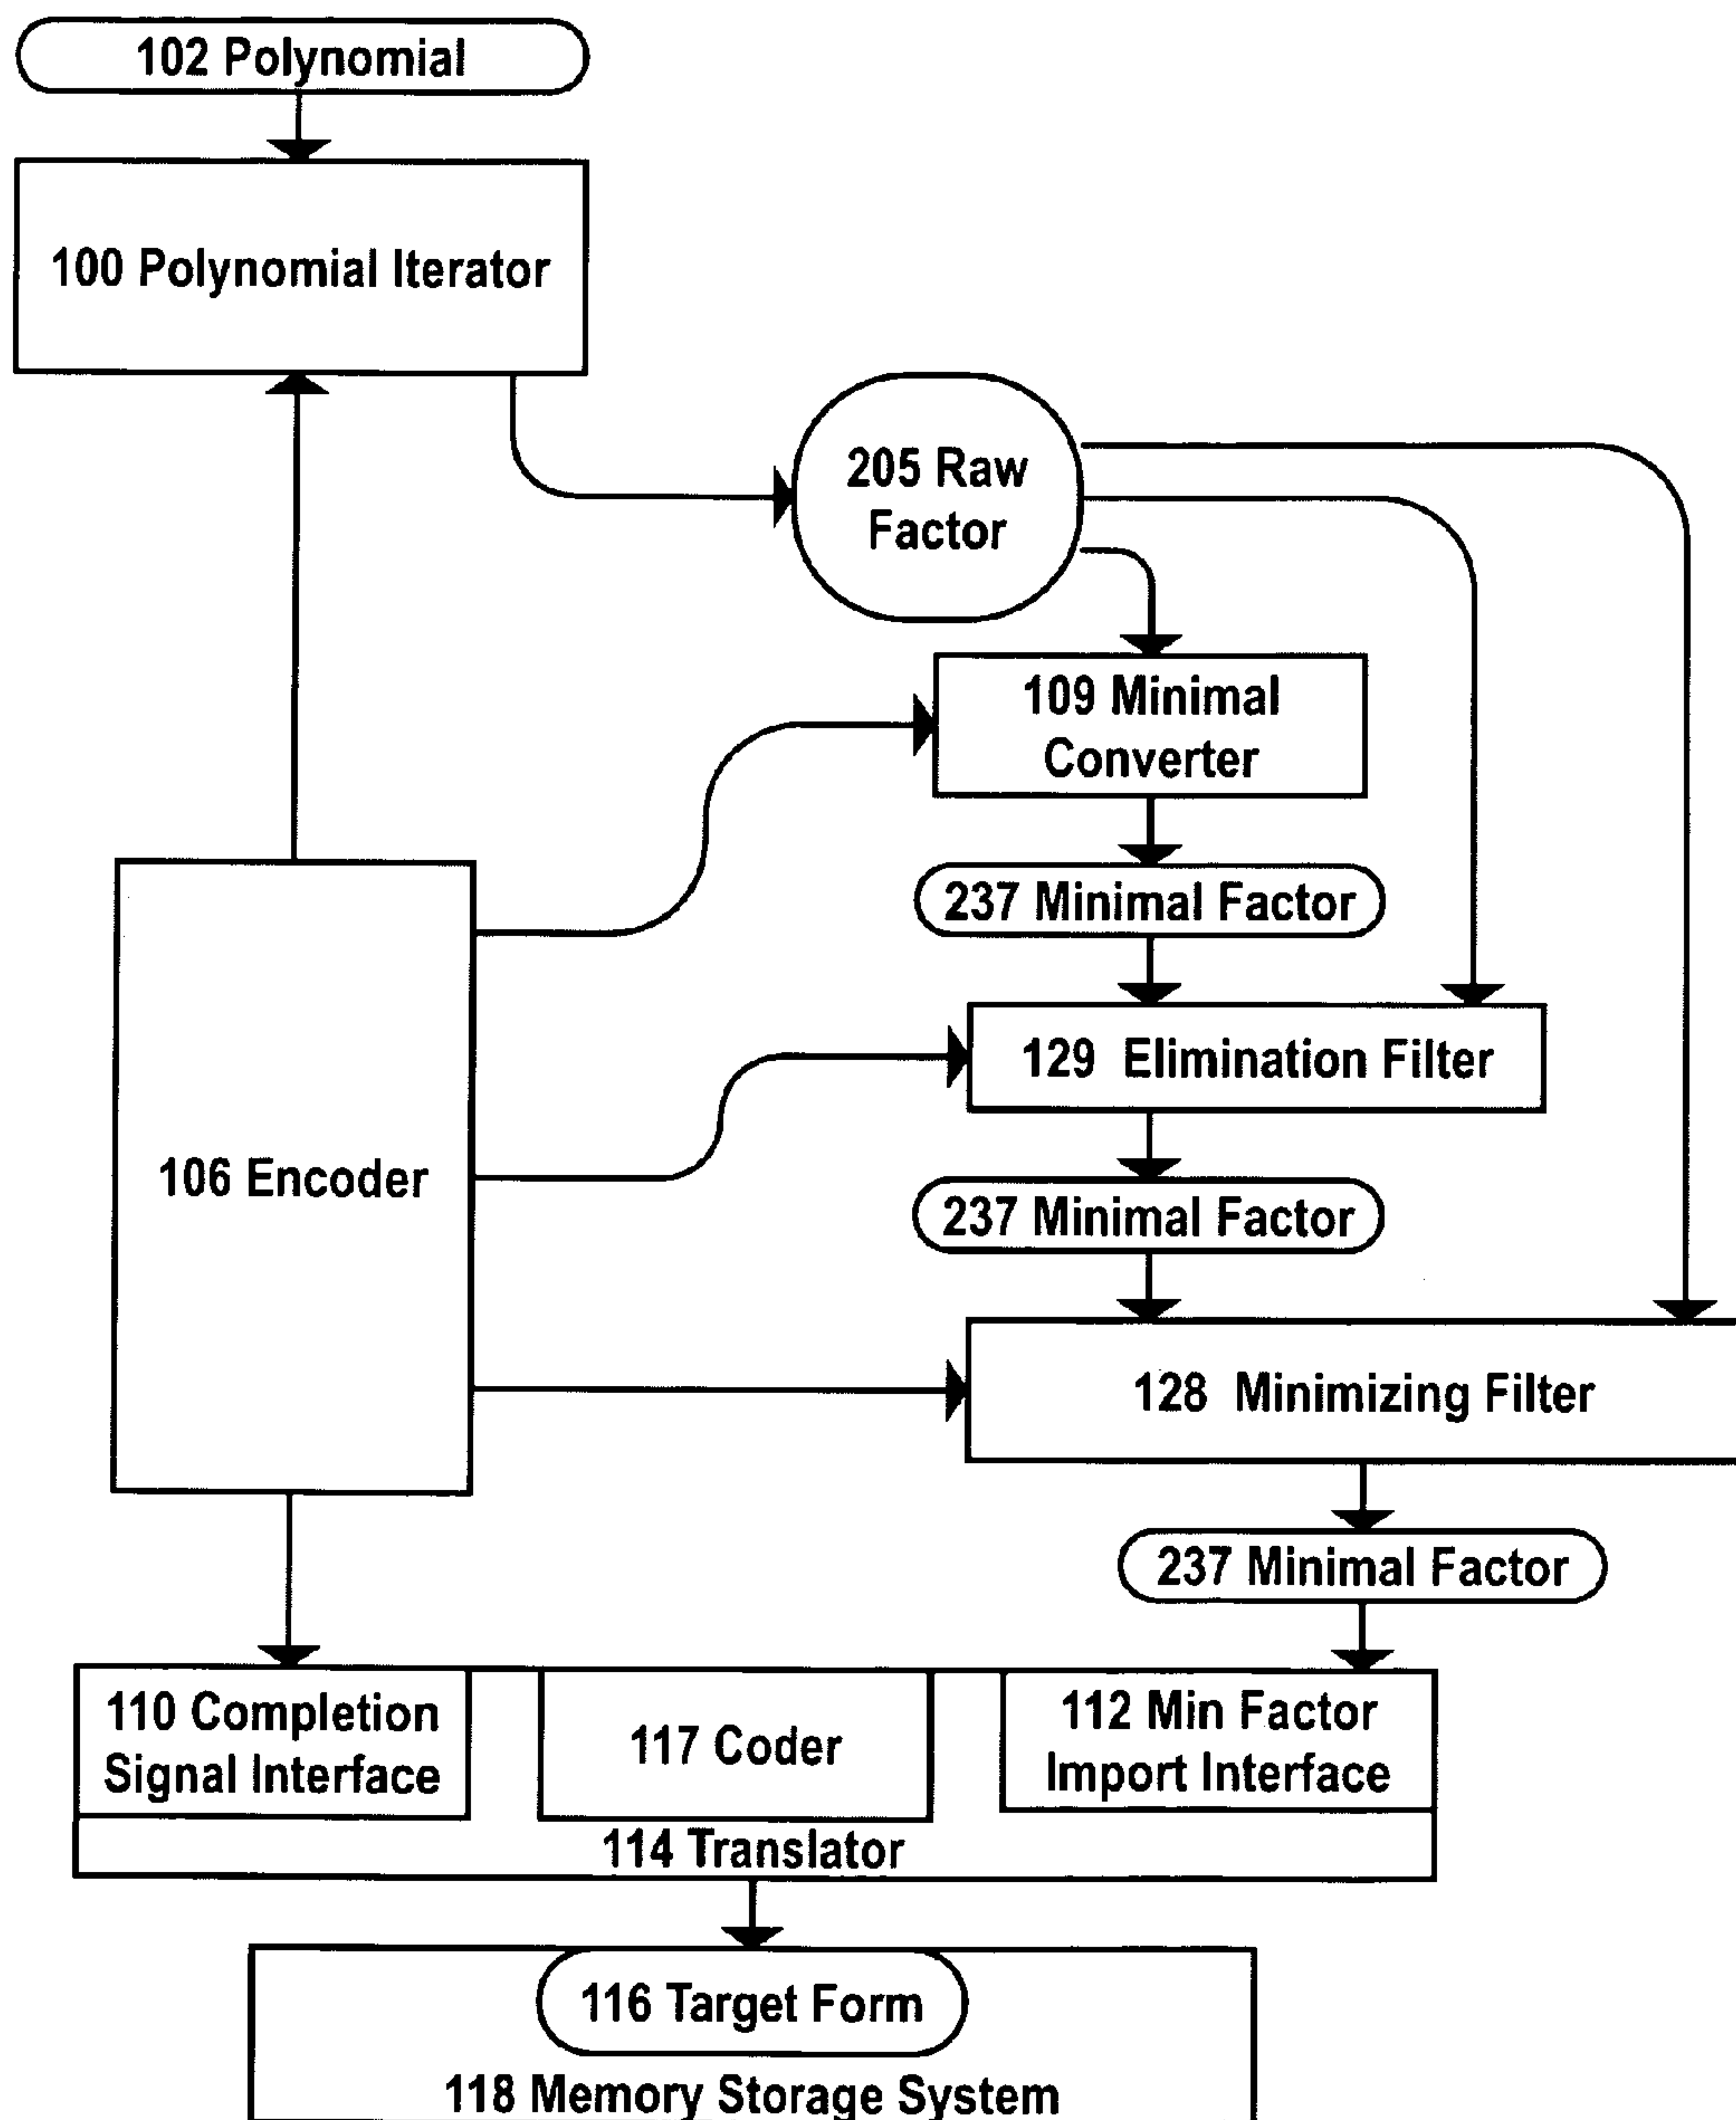 102 Polynomial
100 Polynomial Iterator
205 Raw
Factor
109 Minimal
Converter
237 Minimal Factor
129 Elimination Filter
106 Encoder
237 Minimal Factor
128 Minimizing Filter
237 Minimal Factor
110 Completion
Signal Interface
117 Coder
112 Min Factor
Import Interface
114 Translator
116 Target Form
118 Memory Storage System